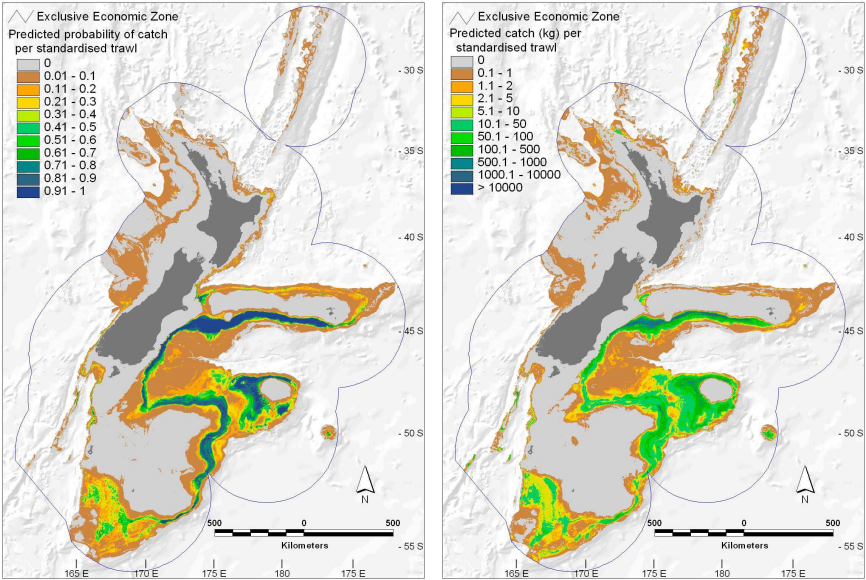 Exclusive Economic Zone
Predicted probability of catch
per standardised trawl
0
0.01 - 0.1
0.11 - 0.2
0.21 - 0.3
0.31 - 0.4
0.41 - 0.5
0.51 - 0.6
0.61 - 0.7
0.71 - 0.8
0.81 - 0.9
0.91 - 1
- 30 S
- 35 S
- 40 S
- 45 S
- 50 S
- 55 S
N
500 0 500
Kilometers
165 E 170 E 175 E 180 175 E
Exclusive Economic Zone
Predicted catch (kg) per
standardised trawl
0
0.1 - 1
1.1 - 2
2.1 - 5
5.1 - 10
10.1 - 50
50.1 - 100
100.1 - 500
500.1 - 1000
1000.1 - 10000
> 10000
- 30 S
- 35 S
- 40 S
- 45 S
- 50 S
- 55 S
N
500 0 500
Kilometers
165 E 170 E 175 E 180 175 E